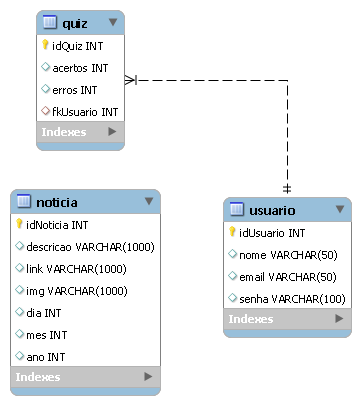 quiz
idQuiz INT
acertos INT
erros INT
fkUsuario INT
Indexes
noticia
idNoticia INT
descricao VARCHAR(1000)
link VARCHAR(1000)
img VARCHAR(1000)
dia INT
mes INT
ano INT
Indexes
usuario
idUsuario INT
nome VARCHAR(50)
email VARCHAR(50)
senha VARCHAR(100)
Indexes